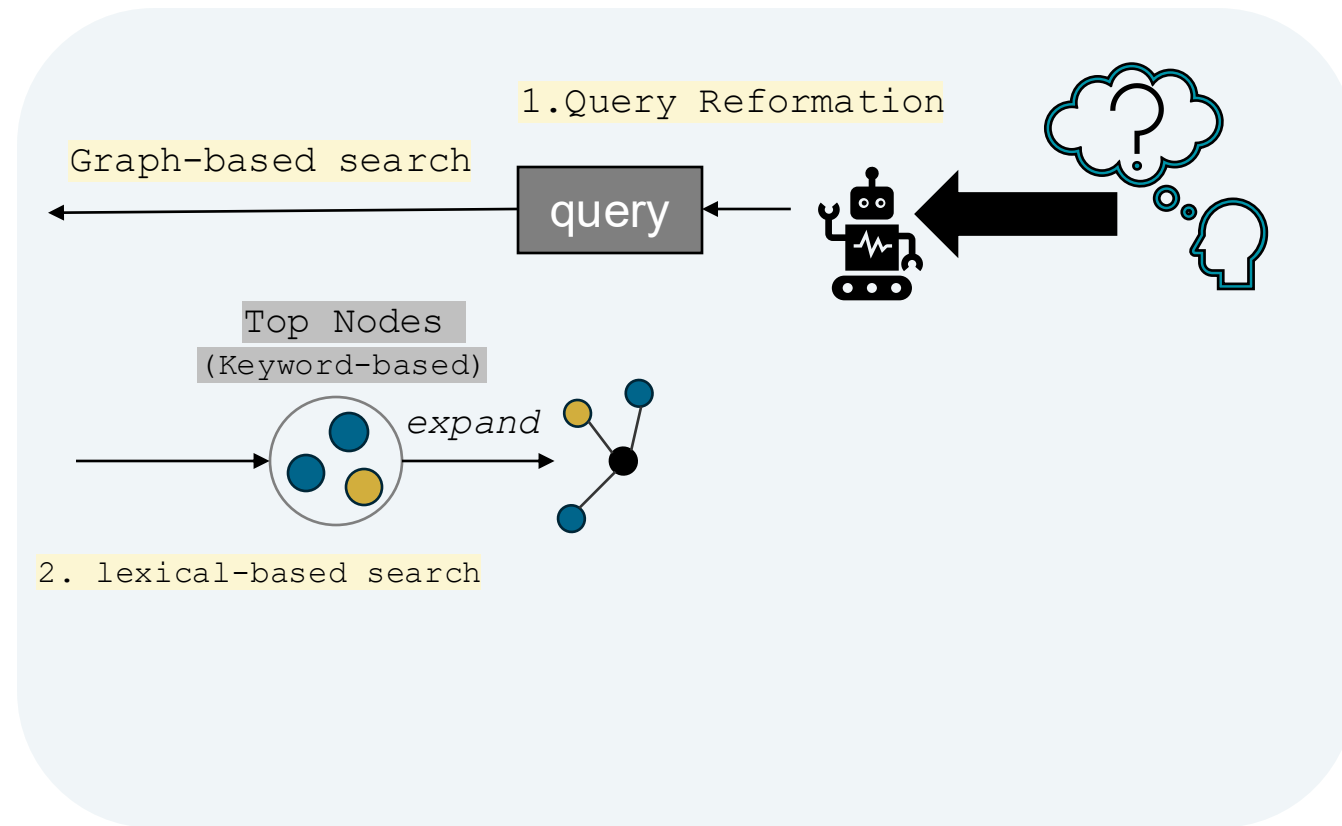 1.Query Reformation
?
Graph-based search
query
Top Nodes
(Keyword-based)
expand
2. lexical-based search